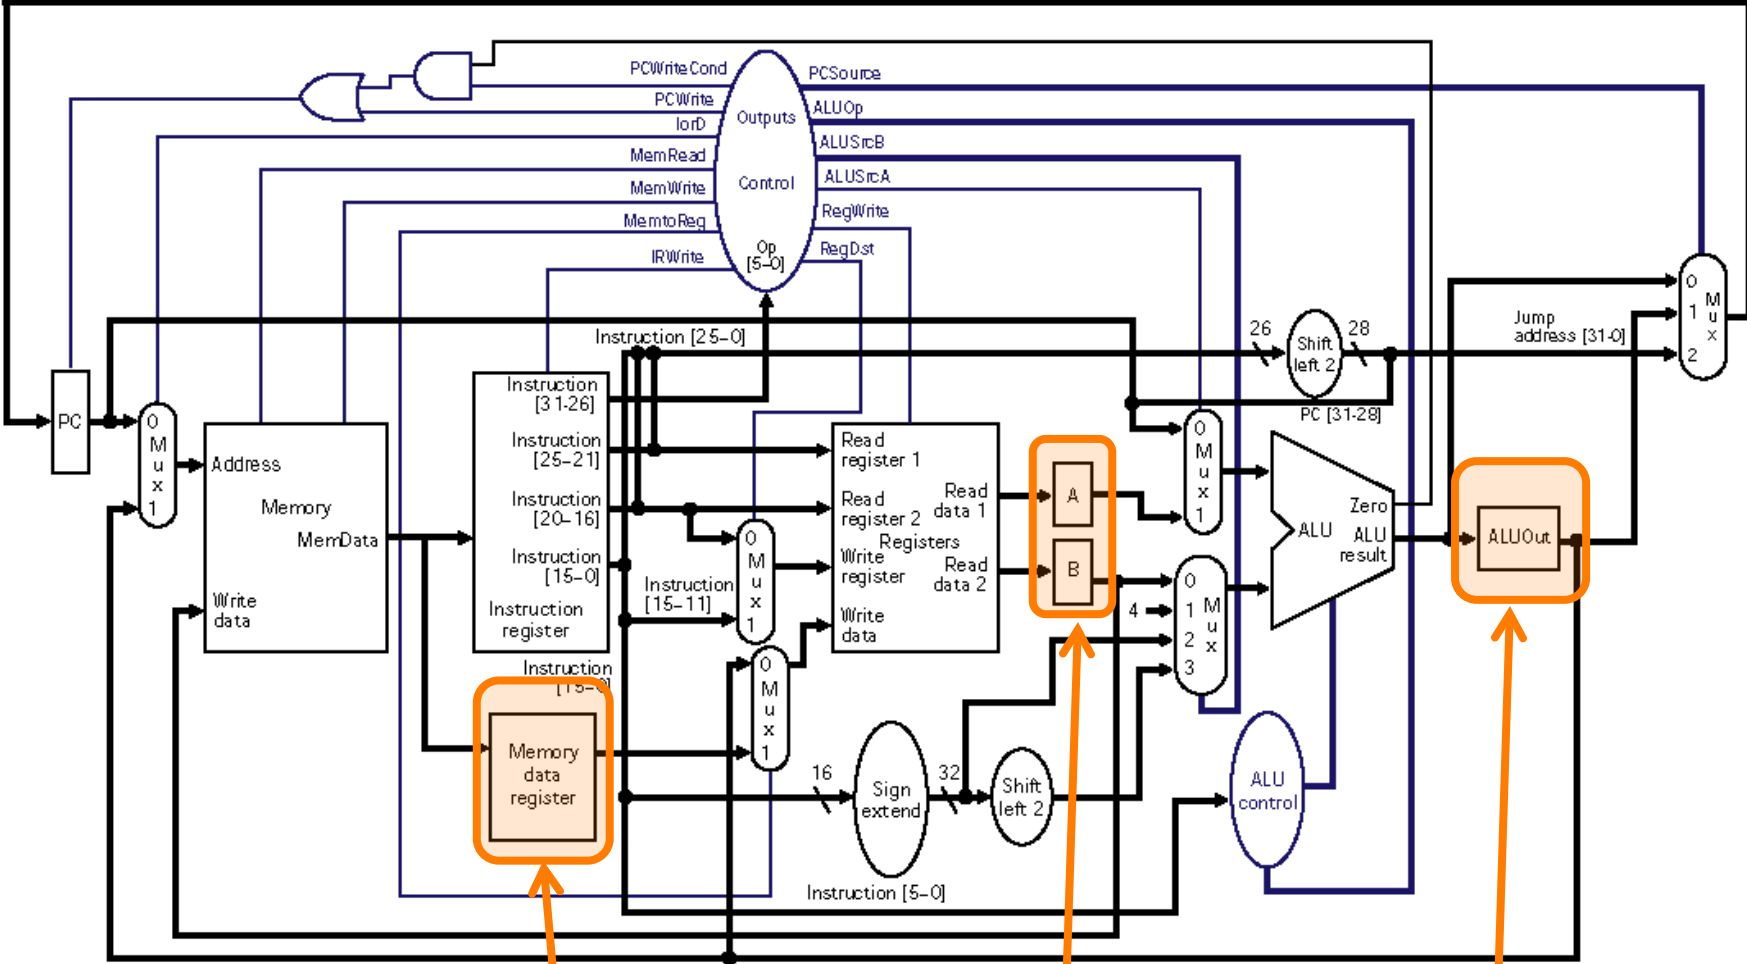 PCWriteCond
PCSource
PCWrite
ALUOp
IorD
Outputs
ALUSrcB
MemRead
Control
ALUSrcA
MemWrite
RegWrite
MemtoReg
RegDst
IRWrite
Op
[5-0]
Instruction [25-0]
26
28
Shift
left 2
Jump
address [31-0]
PC [31-28]
0
1
2
M
u
x
PC
0
M
u
x
1
Address
Memory
MemData
Write
data
Instruction
[31-26]
Instruction
[25-21]
Instruction
[20-16]
Instruction
[15-0]
Instruction
register
Instruction
[15-0]
Memory
data
register
Instruction
[15-11]
0
M
u
x
1
0
M
u
x
1
Read
register 1
Read
register 2
Registers
Write
register
Write
data
Read
data 1
Read
data 2
A
B
4
0
M
u
x
1
0
1
2
3
M
u
x
ALU
Zero
ALU
result
ALUOut
16
Sign
extend
32
Shift
left 2
ALU
control
Instruction [5-0]